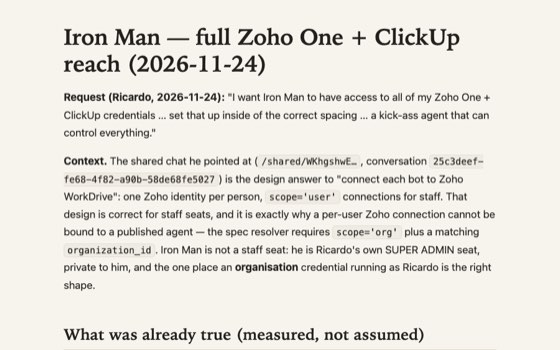 Iron Man — full Zoho One + ClickUp
reach (2026-11-24)
Request (Ricardo, 2026-11-24): "I want Iron Man to have access to all of my Zoho One +
ClickUp credentials ... set that up inside of the correct spacing ... a kick-ass agent that can
control everything."
Context. The shared chat he pointed at ( /shared/WKhgshwE… , conversation 25c3deef-
fe68-4f82-a90b-58de68fe5027 ) is the design answer to "connect each bot to Zoho
WorkDrive": one Zoho identity per person, scope='user' connections for staff. That
design is correct for staff seats, and it is exactly why a per-user Zoho connection cannot be
bound to a published agent — the spec resolver requires scope='org' plus a matching
organization_id . Iron Man is not a staff seat: he is Ricardo's own SUPER ADMIN seat,
private to him, and the one place an organisation credential running as Ricardo is the right
shape.
What was already true (measured, not assumed)